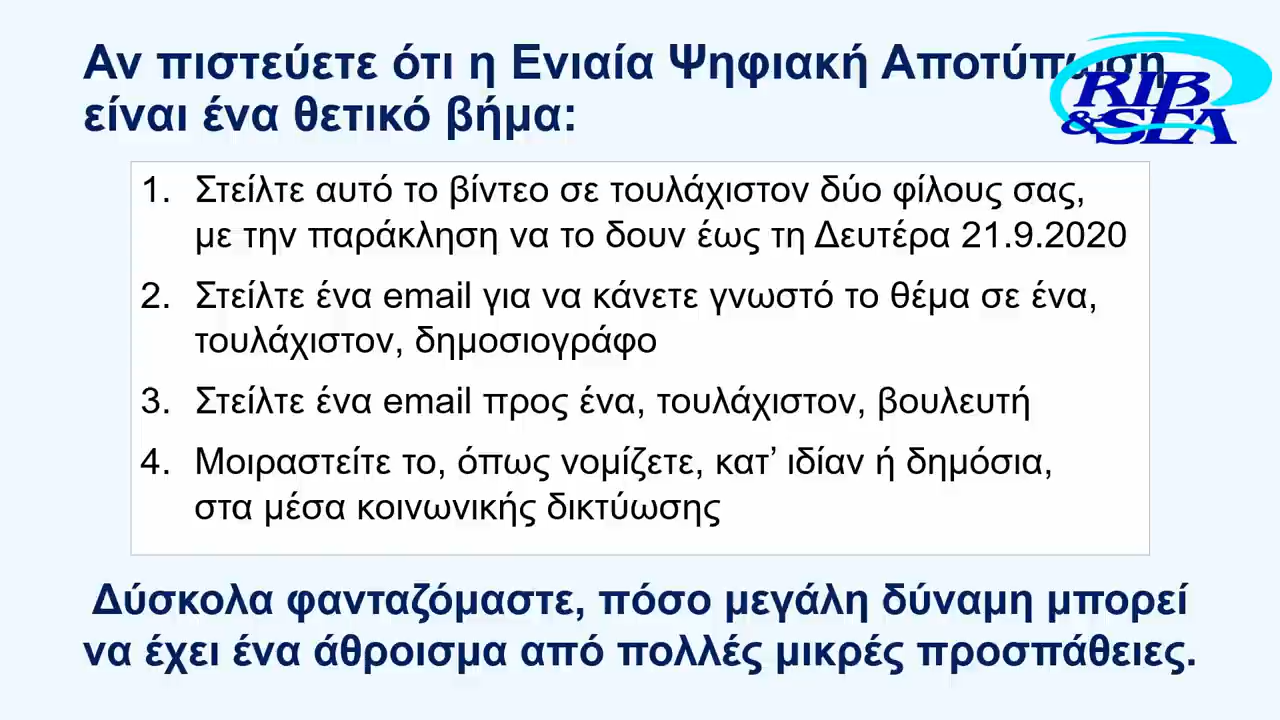 Αν πιστεύετε ότι η Ενιαία Ψηφιακή Αποτύπωση
είναι ένα θετικό βήμα:
RIB
& SEA
1. Στείλτε αυτό το βίντεο σε τουλάχιστον δύο φίλους σας,
με την παράκληση να το δουν έως τη Δευτέρα 21.9.2020
2. Στείλτε ένα email για να κάνετε γνωστό το θέμα σε ένα,
τουλάχιστον, δημοσιογράφο
3. Στείλτε ένα email προς ένα, τουλάχιστον, βουλευτή
4. Μοιραστείτε το, όπως νομίζετε, κατ’ ιδίαν ή δημόσια,
στα μέσα κοινωνικής δικτύωσης
Δύσκολα φανταζόμαστε, πόσο μεγάλη δύναμη μπορεί
να έχει ένα άθροισμα από πολλές μικρές προσπάθειες.